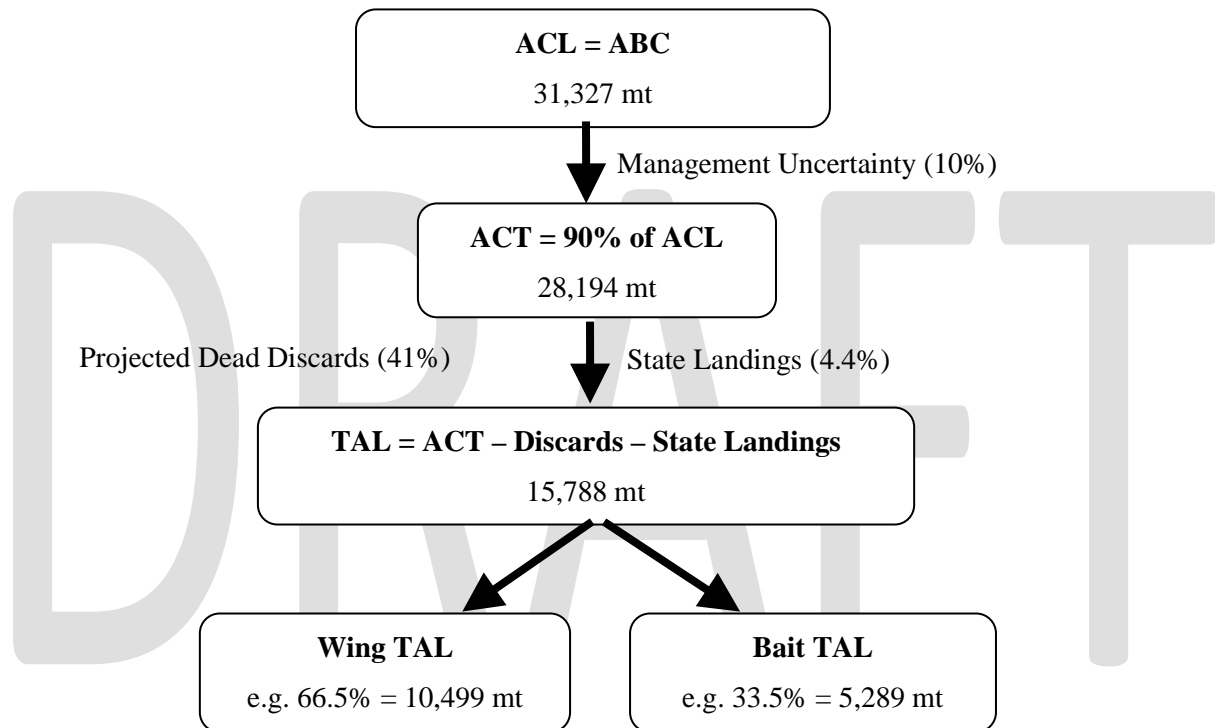 ACL = ABC
31,327 mt
Management Uncertainty (10%)
ACT = 90% of ACL
28,194 mt
Projected Dead Discards (41%)
State Landings (4.4%)
TAL = ACT – Discards – State Landings
15,788 mt
Wing TAL
e.g. 66.5% = 10,499 mt
Bait TAL
e.g. 33.5% = 5,289 mt
DRAFT